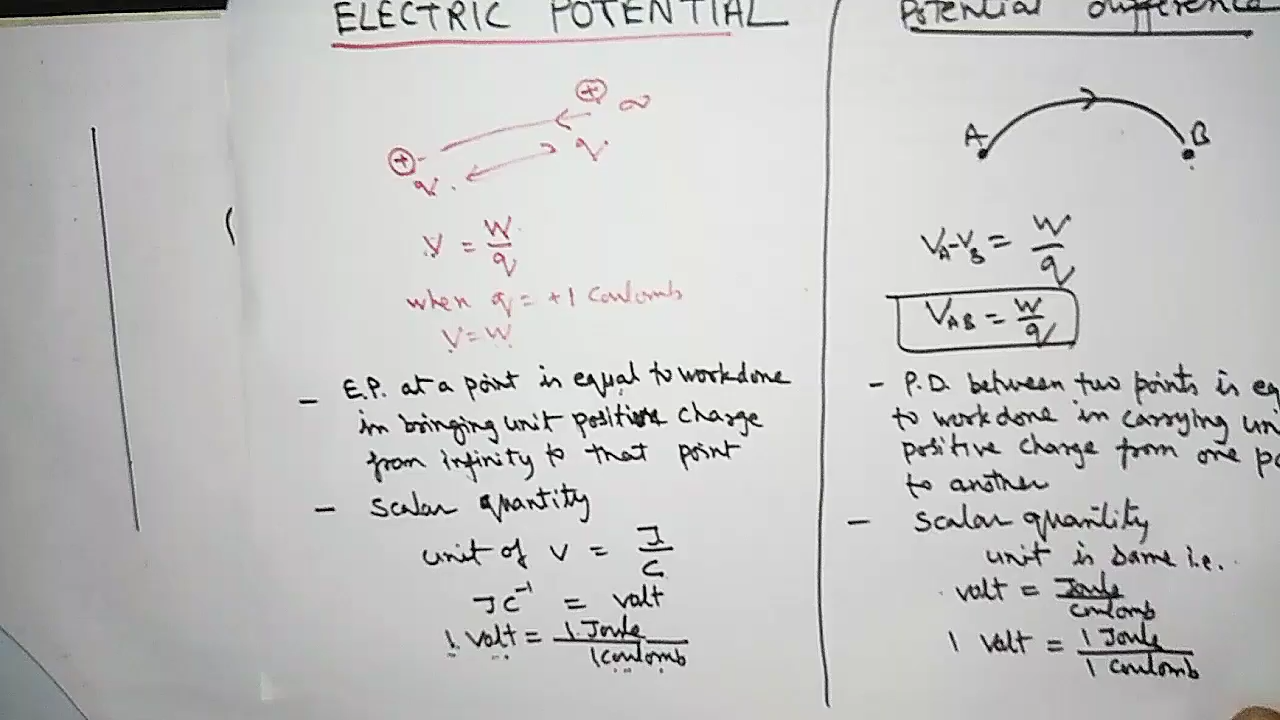 ELECTRIC POTENTIAL
+ ∞
+ q
q
V = W/q
when q = +1 Coulomb
V = W
- E.P. at a point is equal to workdone
in bringing unit positive charge
from infinity to that point
- Scalar quantity
unit of V = J/C
JC⁻¹ = volt
1 volt = 1 Joule/1 Coulomb
Potential difference
A B
VA-VB = W/q
VAB = W/q
- P.D. between two points is
to workdone in carrying
positive charge from one
to another
- Scalar quantity
unit is same i.e.
volt = Joule/Coulomb
1 volt = 1 Joule/1 Coulomb